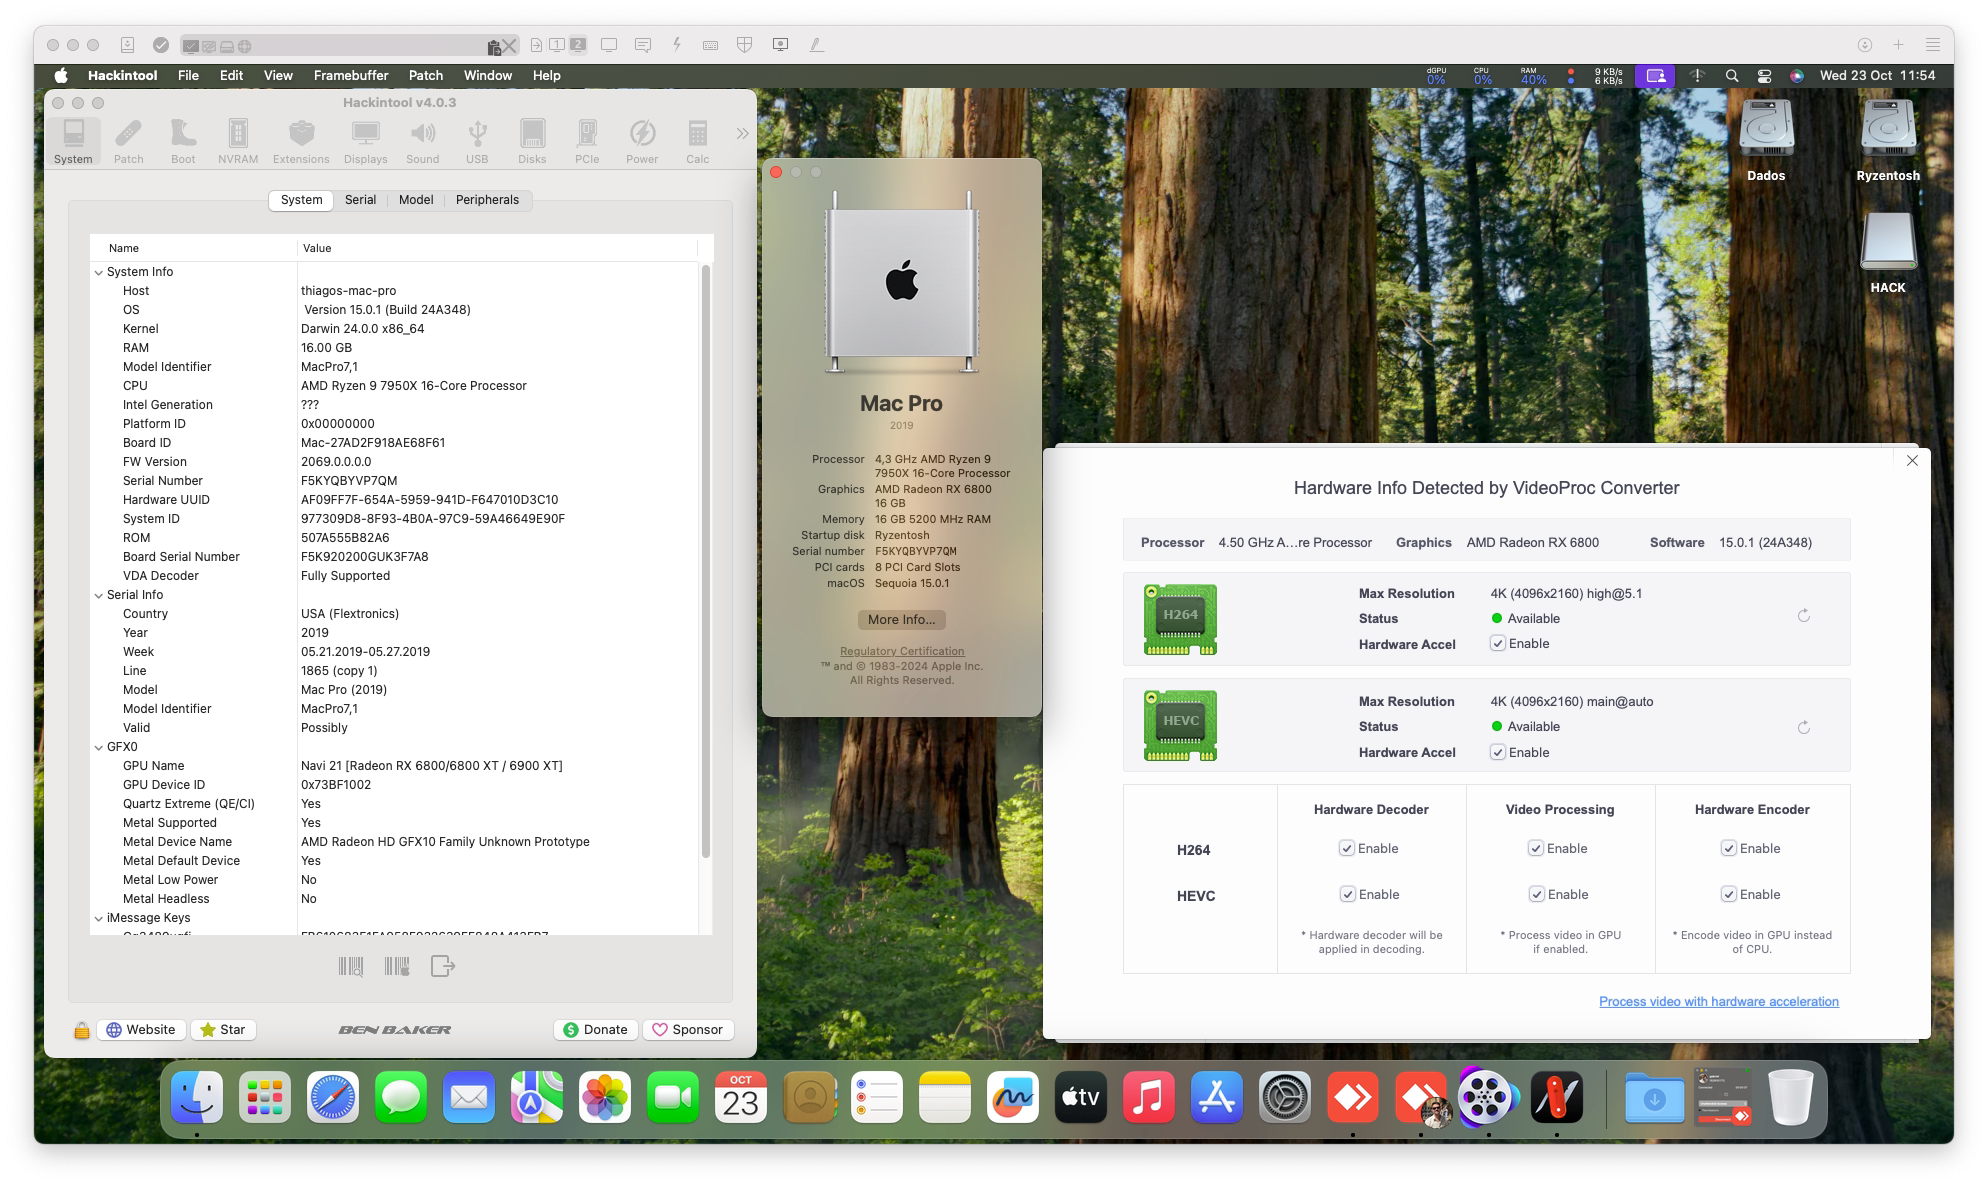 1 2
Hackintool File Edit View Framebuffer Patch Window Help
dGPU 0% CPU 0% RAM 40% 9 KB/s 6 KB/s Wed 23 Oct 11:54
Hackintool v4.0.3
System Patch Boot NVRAM Extensions Displays Sound USB Disks PCIe Power Calc
System Serial Model Peripherals
Name Value
System Info
Host thiagos-mac-pro
OS Version 15.0.1 (Build 24A348)
Kernel Darwin 24.0.0 x86_64
RAM 16.00 GB
Model Identifier MacPro7,1
CPU AMD Ryzen 9 7950X 16-Core Processor
Intel Generation ???
Platform ID 0x00000000
Board ID Mac-27AD2F918AE68F61
FW Version 2069.0.0.0.0
Serial Number F5KYQBYVP7QM
Hardware UUID AF09FF7F-654A-5959-941D-F647010D3C10
System ID 977309D8-8F93-4B0A-97C9-59A46649E90F
ROM 507A555B82A6
Board Serial Number F5K920200GUK3F7A8
VDA Decoder Fully Supported
Serial Info
Country USA (Flextronics)
Year 2019
Week 05.21.2019-05.27.2019
Line 1865 (copy 1)
Model Mac Pro (2019)
Model Identifier MacPro7,1
Valid Possibly
GFX0
GPU Name Navi 21 [Radeon RX 6800/6800 XT / 6900 XT]
GPU Device ID 0x73BF1002
Quartz Extreme (QE/CI) Yes
Metal Supported Yes
Metal Device Name AMD Radeon HD GFX10 Family Unknown Prototype
Metal Default Device Yes
Metal Low Power No
Metal Headless No
iMessage Keys
Website Star BEN BAKER Donate Sponsor
Mac Pro
2019
Processor 4,3 GHz AMD Ryzen 9
7950X 16-Core Processor
Graphics AMD Radeon RX 6800
16 GB
Memory 16 GB 5200 MHz RAM
Startup disk Ryzentosh
Serial number F5KYQBYVP7QM
PCI cards 8 PCI Card Slots
macOS Sequoia 15.0.1
More Info...
Regulatory Certification
™ and © 1983-2024 Apple Inc.
All Rights Reserved.
Dados Ryzentosh
HACK
Hardware Info Detected by VideoProc Converter
Processor 4.50 GHz A...re Processor Graphics AMD Radeon RX 6800 Software 15.0.1 (24A348)
H264
Max Resolution 4K (4096x2160) high@5.1
Status Available
Hardware Accel Enable
HEVC
Max Resolution 4K (4096x2160) main@auto
Status Available
Hardware Accel Enable
Hardware Decoder Video Processing Hardware Encoder
H264 Enable Enable Enable
HEVC Enable Enable Enable
* Hardware decoder will be applied in decoding.
* Process video in GPU if enabled.
* Encode video in GPU instead of CPU.
Process video with hardware acceleration
OCT
23
tv